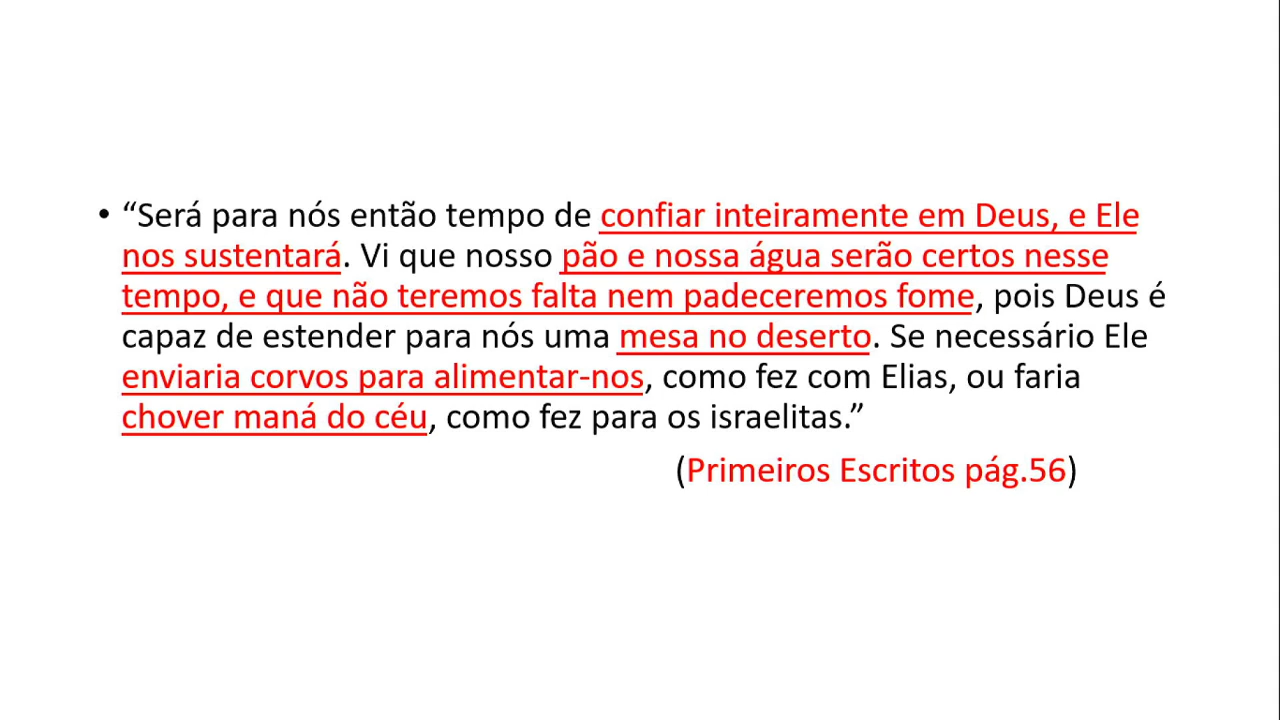 • “Será para nós então tempo de confiar inteiramente em Deus, e Ele
nos sustentará. Vi que nosso pão e nossa água serão certos nesse
tempo, e que não teremos falta nem padeceremos fome, pois Deus é
capaz de estender para nós uma mesa no deserto. Se necessário Ele
enviaria corvos para alimentar-nos, como fez com Elias, ou faria
chover maná do céu, como fez para os israelitas.”
(Primeiros Escritos pág.56)